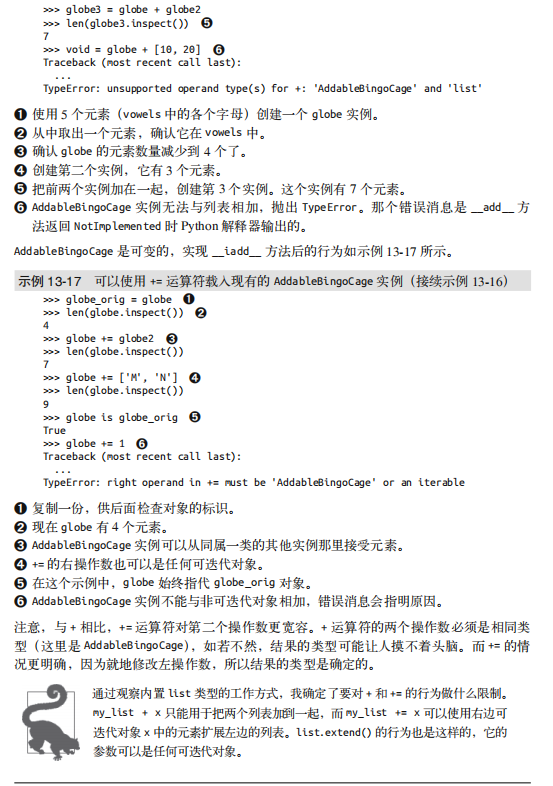 >>> globe3 = globe + globe2
>>> len(globe3.inspect()) ❺
7
>>> void = globe + [10, 20] ❻
Traceback (most recent call last):
...
TypeError: unsupported operand type(s) for +: 'AddableBingoCage' and 'list'
❶ 使用 5 个元素（vowels 中的各个字母）创建一个 globe 实例。
❷ 从中取出一个元素，确认它在 vowels 中。
❸ 确认 globe 的元素数量减少到 4 个了。
❹ 创建第二个实例，它有 3 个元素。
❺ 把前两个实例加在一起，创建第 3 个实例。这个实例有 7 个元素。
❻ AddableBingoCage 实例无法与列表相加，抛出 TypeError。那个错误消息是 __add__ 方
法返回 NotImplemented 时 Python 解释器输出的。
AddableBingoCage 是可变的，实现 __iadd__ 方法后的行为如示例 13-17 所示。
示例 13-17 可以使用 += 运算符载入现有的 AddableBingoCage 实例（接续示例 13-16）
>>> globe_orig = globe ❶
>>> len(globe.inspect()) ❷
4
>>> globe += globe2 ❸
>>> len(globe.inspect())
7
>>> globe += ['M', 'N'] ❹
>>> len(globe.inspect())
9
>>> globe is globe_orig ❺
True
>>> globe += 1 ❻
Traceback (most recent call last):
...
TypeError: right operand in += must be 'AddableBingoCage' or an iterable
❶ 复制一份，供后面检查对象的标识。
❷ 现在 globe 有 4 个元素。
❸ AddableBingoCage 实例可以从同属一类的其他实例那里接受元素。
❹ += 的右操作数也可以是任何可迭代对象。
❺ 在这个示例中，globe 始终指代 globe_orig 对象。
❻ AddableBingoCage 实例不能与非可迭代对象相加，错误消息会指明原因。
注意，与 + 相比，+= 运算符对第二个操作数更宽容。+ 运算符的两个操作数必须是相同类
型（这里是 AddableBingoCage），如若不然，结果的类型可能让人摸不着头脑。而 += 的情
况更明确，因为就地修改左操作数，所以结果的类型是确定的。
通过观察内置 list 类型的工作方式，我确定了要对 + 和 += 的行为做什么限制。
my_list + x 只能用于把两个列表加到一起，而 my_list += x 可以使用右边可
迭代对象 x 中的元素扩展左边的列表。list.extend() 的行为也是这样的，它的
参数可以是任何可迭代对象。